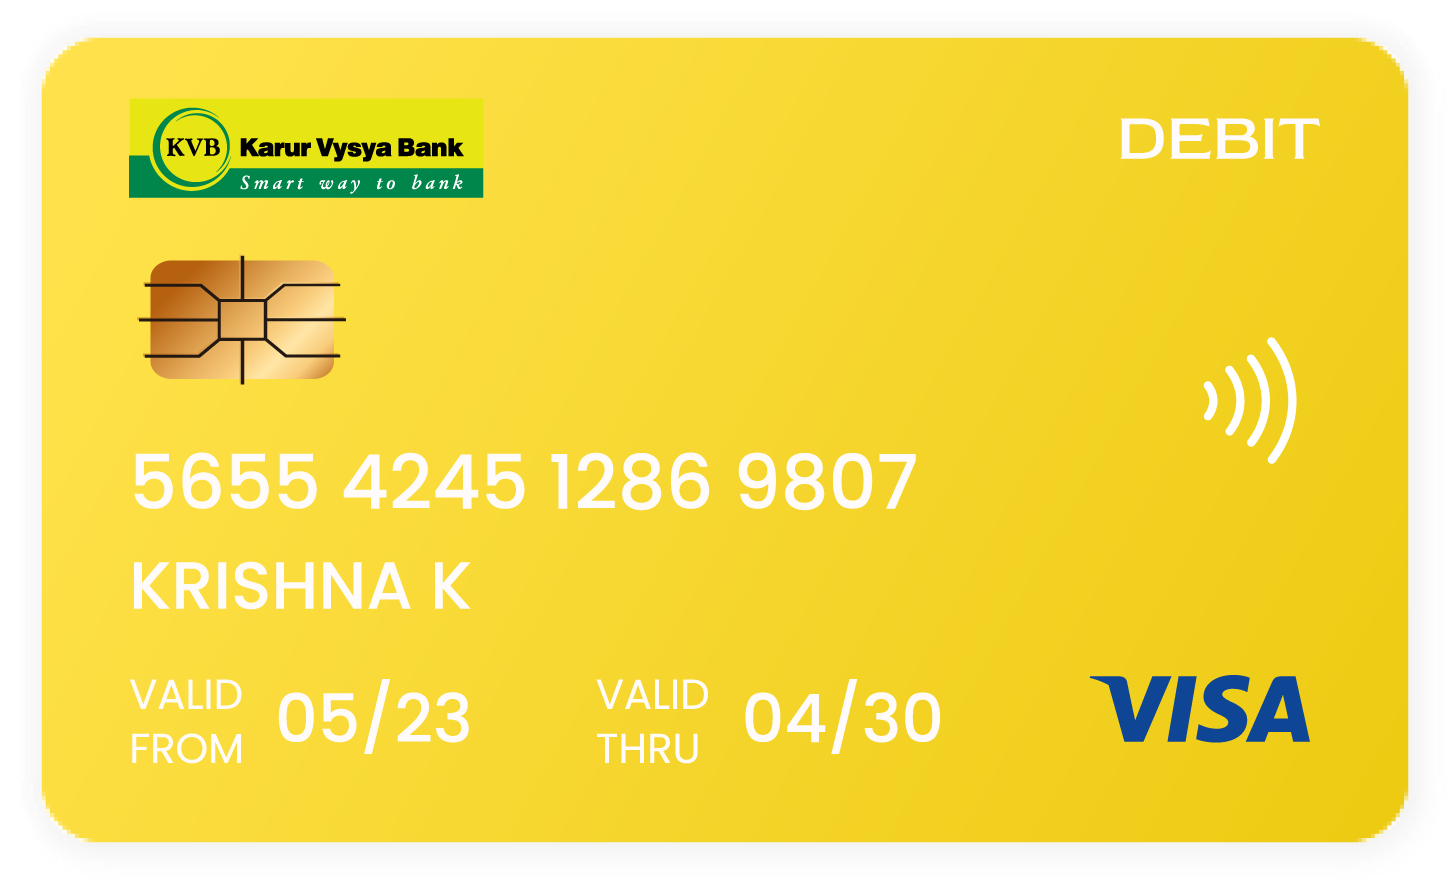 KVB Karur Vysya Bank
Smart way to bank
DEBIT
5655 4245 1286 9807
KRISHNA K
VALID FROM 05/23
VALID THRU 04/30
VISA